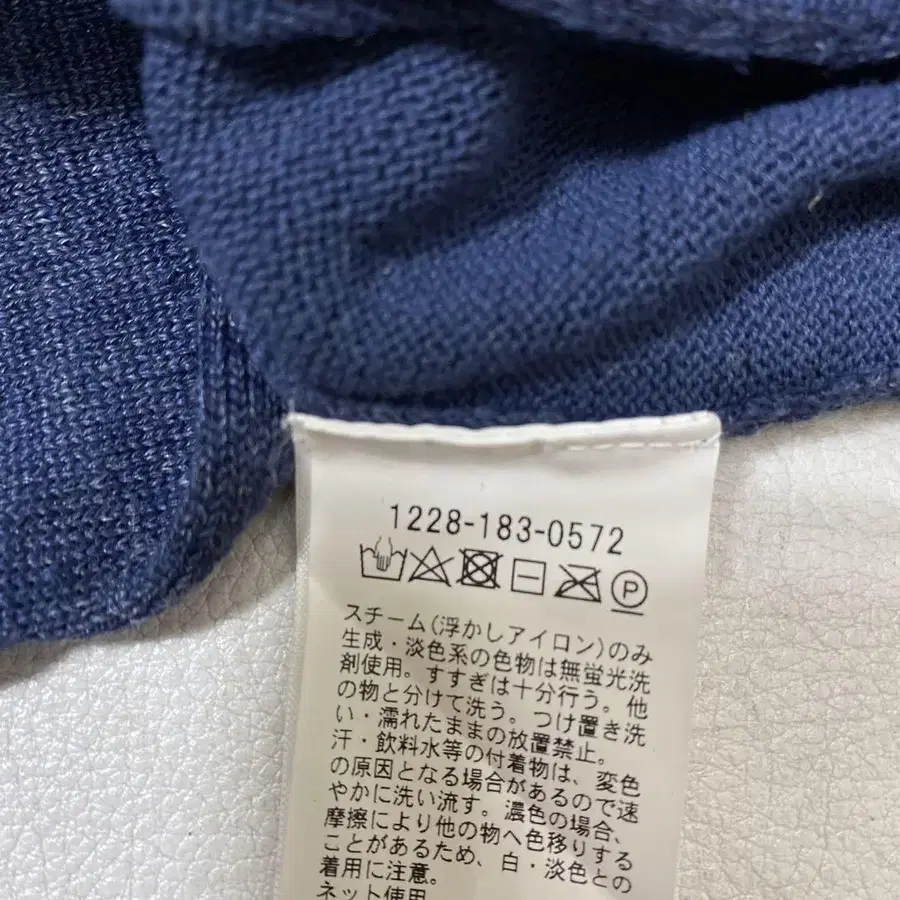 1228-183-0572
P
スチーム(浮かしアイロン)のみ
生成・淡色系の色物は無蛍光洗
剤使用。すすぎは十分行う。他
の物と分けて洗う。つけ置き洗
い・濡れたままの放置禁止。
汗・飲料水等の付着物は、変色
の原因となる場合があるので速
やかに洗い流す。濃色の場合、
摩擦により他の物へ色移りする
ことがあるため、白・淡色との
着用に注意。
ネット使用